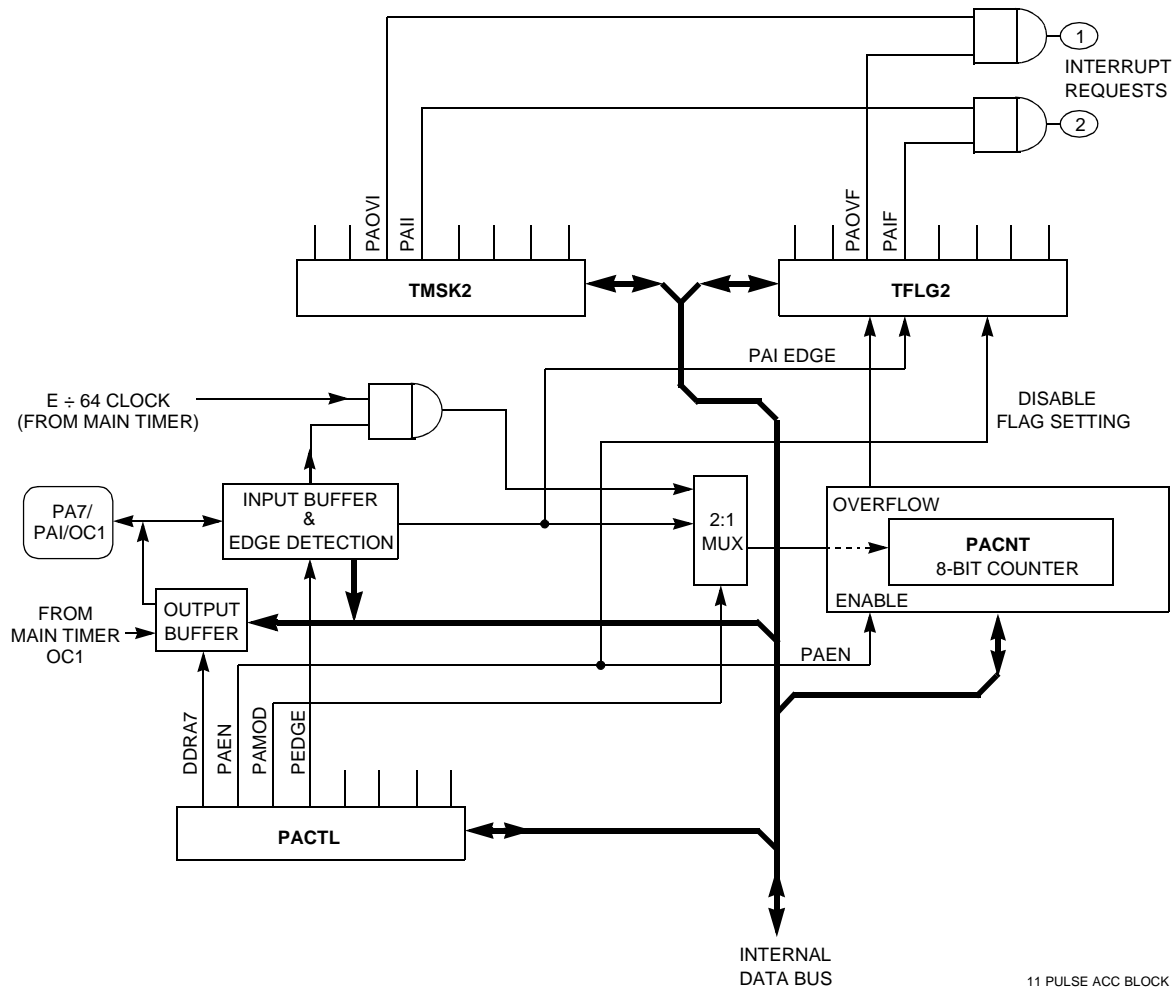 1
INTERRUPT
REQUESTS
2
PAOVI
PAII
PAOVF
PAIF
TMSK2
TFLG2
PAI EDGE
E ÷ 64 CLOCK
(FROM MAIN TIMER)
DISABLE
FLAG SETTING
PA7/
PAI/OC1
INPUT BUFFER
&
EDGE DETECTION
2:1
MUX
OVERFLOW
PACNT
8-BIT COUNTER
ENABLE
FROM
MAIN TIMER
OC1
OUTPUT
BUFFER
PAEN
DDRA7
PAEN
PAMOD
PEDGE
PACTL
INTERNAL
DATA BUS
11 PULSE ACC BLOCK